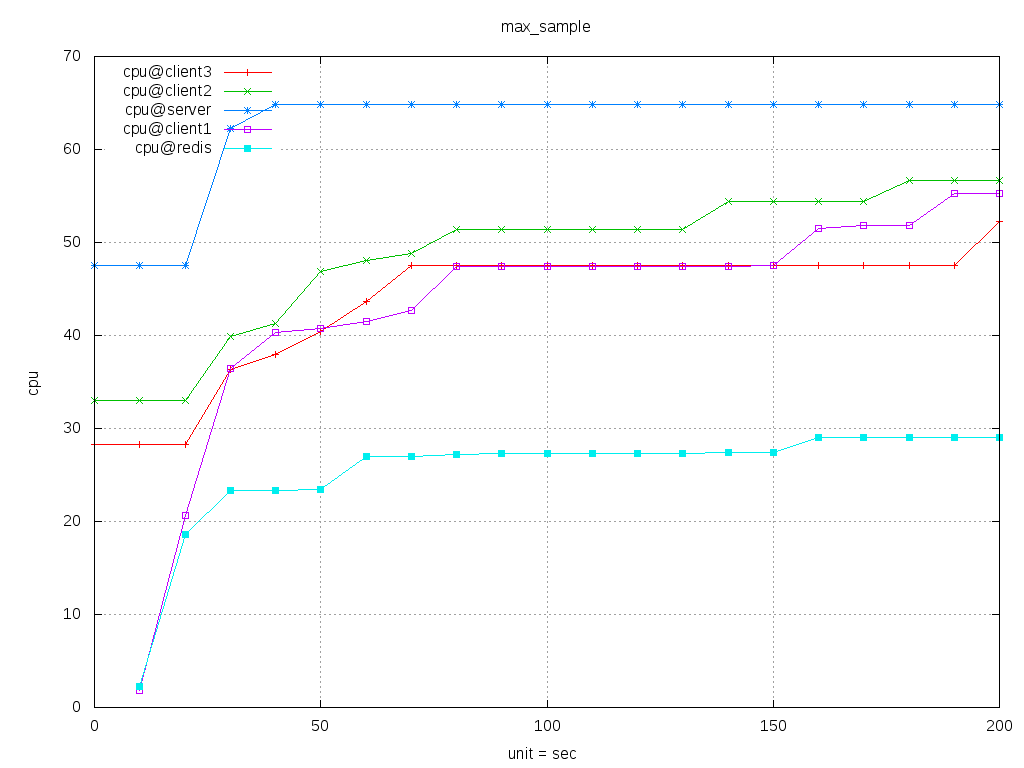 max_sample
70
60
50
40
30
20
10
0
cpu@client3
cpu@client2
cpu@server
cpu@client1
cpu@redis
cpu
0 50 100 150 200
unit = sec